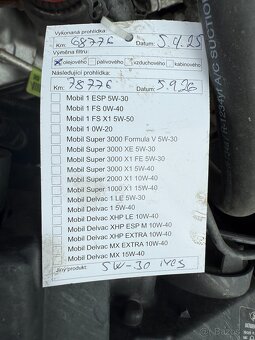 Vykonaná prohlídka:
Km: 68776 Datum: 5.9.25
Výměna filtru:
olejového palivového vzduchového kabinového
Následující prohlídka:
Km: 78776 Datum: 5.9.26
Mobil 1 ESP 5W-30
Mobil 1 FS 0W-40
Mobil 1 FS X1 5W-50
Mobil 1 0W-20
Mobil Super 3000 Formula V 5W-30
Mobil Super 3000 XE 5W-30
Mobil Super 3000 X1 FE 5W-30
Mobil Super 3000 X1 5W-40
Mobil Super 2000 X1 10W-40
Mobil Super 1000 X1 15W-40
Mobil Delvac 1 LE 5W-30
Mobil Delvac 1 5W-40
Mobil Delvac XHP LE 10W-40
Mobil Delvac XHP ESP M 10W-40
Mobil Delvac XHP EXTRA 10W-40
Mobil Delvac MX EXTRA 10W-40
Mobil Delvac MX 15W-40
Jiný produkt: 5W-30
SUCTION